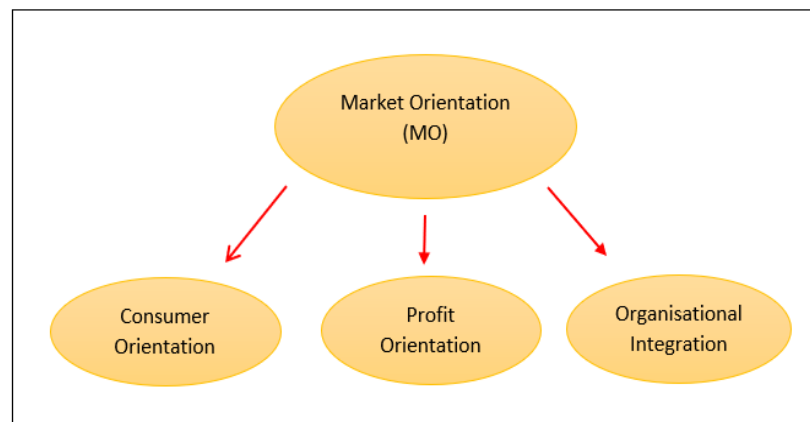 Market Orientation
(MO)
Consumer
Orientation
Profit
Orientation
Organisational
Integration